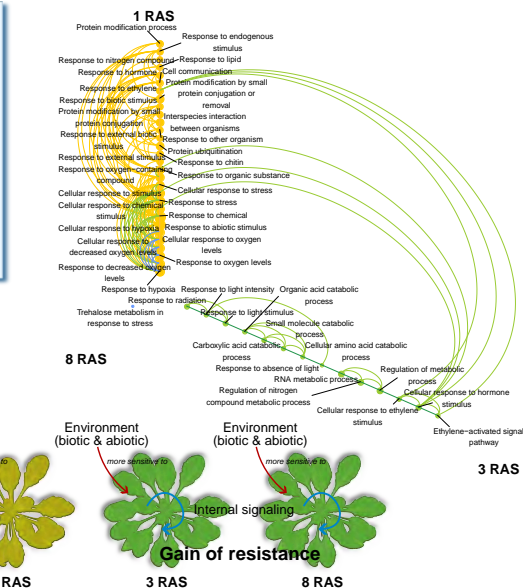 1 RAS
Protein modification process
Response to endogenous
stimulus
Response to nitrogen compound
Response to lipid
Response to hormone
Cell communication
Response to ethylene
Protein modification by small
protein conjugation or
removal
Response to biotic stimulus
Protein modification by small
protein conjugation
Interspecies interaction
between organisms
Response to external biotic
stimulus
Response to other organism
Protein ubiquitination
Response to external stimulus
Response to chitin
Response to oxygen−containing
compound
Response to organic substance
Cellular response to stimulus
Cellular response to stress
Response to stress
Cellular response to chemical
stimulus
Response to chemical
Cellular response to hypoxia
Response to abiotic stimulus
Cellular response to
decreased oxygen levels
Cellular response to oxygen
levels
Response to oxygen levels
Response to decreased oxygen
levels
Response to hypoxia
Response to light intensity
Organic acid catabolic
process
Response to radiation
Trehalose metabolism in
response to stress
Response to light stimulus
Small molecule catabolic
process
8 RAS
Carboxylic acid catabolic
process
Cellular amino acid catabolic
process
Response to absence of light
RNA metabolic process
Regulation of metabolic
process
Regulation of nitrogen
compound metabolic process
Cellular response to hormone
stimulus
Cellular response to ethylene
stimulus
Ethylene−activated signal
pathway
3 RAS
Environment
(biotic & abiotic)
Environment
(biotic & abiotic)
to
more sensitive to
more sensitive to
Internal signaling
Gain of resistance
RAS
3 RAS
8 RAS